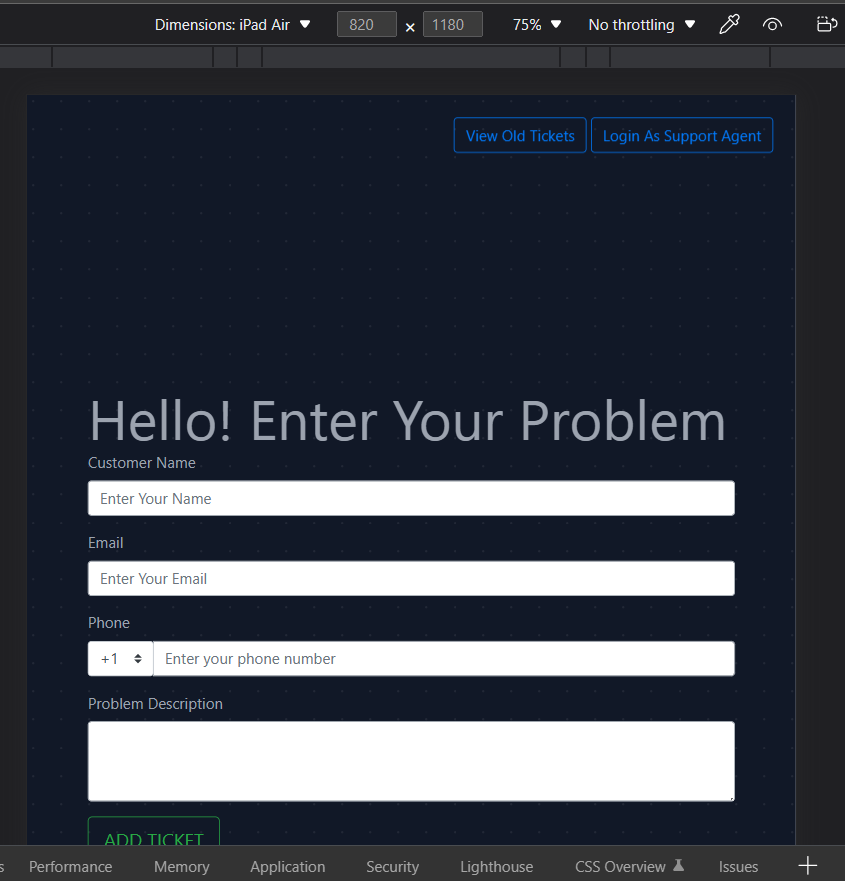 Dimensions: iPad Air 820 × 1180 75% No throttling
View Old Tickets Login As Support Agent
Hello! Enter Your Problem
Customer Name
Enter Your Name
Email
Enter Your Email
Phone
+1 Enter your phone number
Problem Description
ADD TICKET
s Performance Memory Application Security Lighthouse CSS Overview Issues